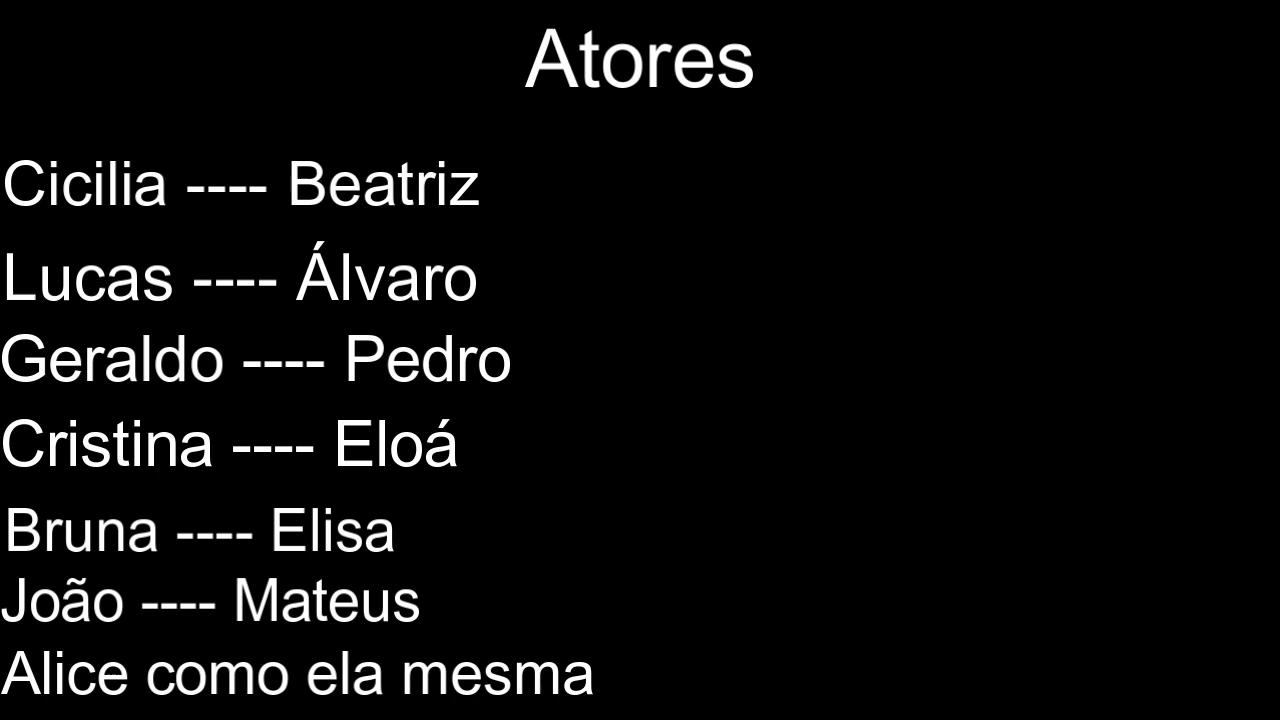 Atores
Cicilia ---- Beatriz
Lucas ---- Álvaro
Geraldo ---- Pedro
Cristina ---- Eloá
Bruna ---- Elisa
João ---- Mateus
Alice como ela mesma